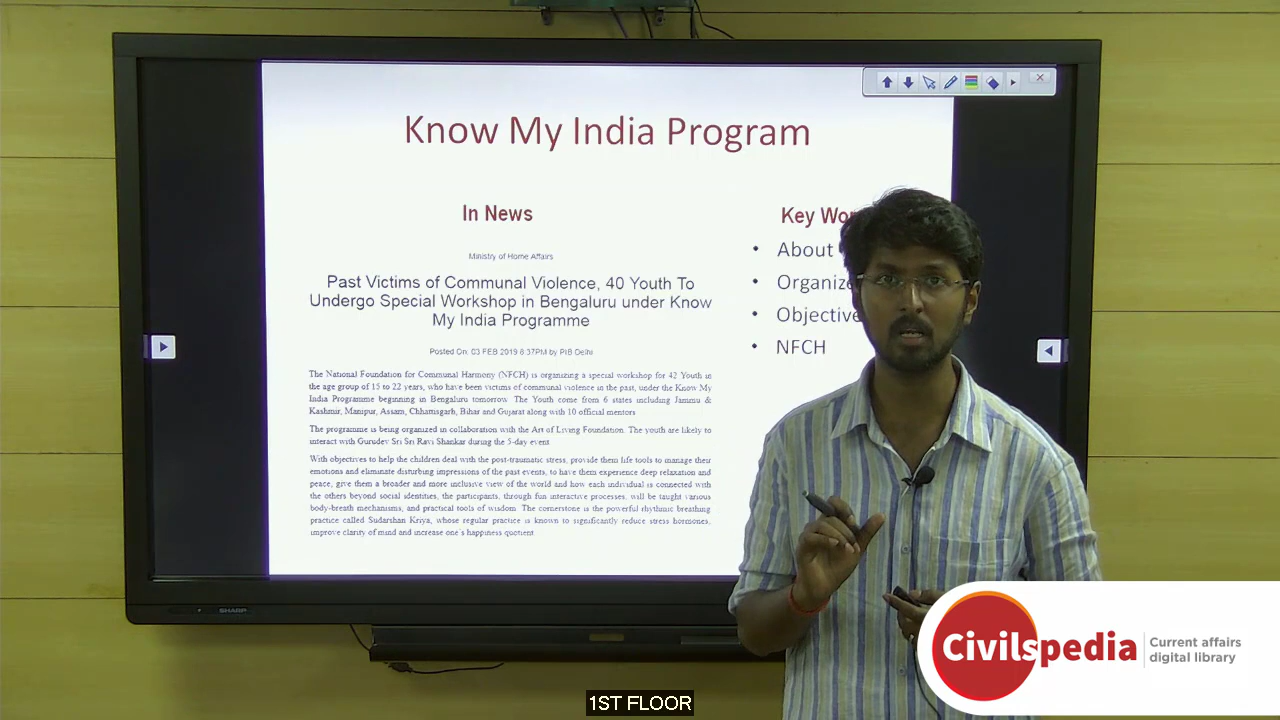 Know My India Program
In News
Ministry of Home Affairs
Past Victims of Communal Violence, 40 Youth To
Undergo Special Workshop in Bengaluru under Know
My India Programme
Posted On: 03 FEB 2019 8:37PM by PIB Delhi
The National Foundation for Communal Harmony (NFCH) is organizing a special workshop for 42 Youth in
the age group of 15 to 22 years, who have been victims of communal violence in the past, under the Know My
India Programme beginning in Bengaluru tomorrow. The Youth come from 6 states including Jammu &
Kashmir, Manipur, Assam, Chhattisgarh, Bihar and Gujarat along with 10 official mentors
The programme is being organized in collaboration with the Art of Living Foundation. The youth are likely to
interact with Gurudev Sri Sri Ravi Shankar during the 5-day event
With objectives to help the children deal with the post-traumatic stress, provide them life tools to manage their
emotions and eliminate disturbing impressions of the past events, to have them experience deep relaxation and
peace, give them a broader and more inclusive view of the world and how each individual is connected with
the others beyond social identities, the participants, through fun interactive processes, will be taught various
body-breath mechanisms, and practical tools of wisdom. The cornerstone is the powerful rhythmic breathing
practice called Sudarshan Kriya, whose regular practice is known to significantly reduce stress hormones,
improve clarity of mind and increase one's happiness quotient
Key Wor
• About
• Organize
• Objective
• NFCH
SHARP
Civilspedia
Current affairs
digital library
1ST FLOOR